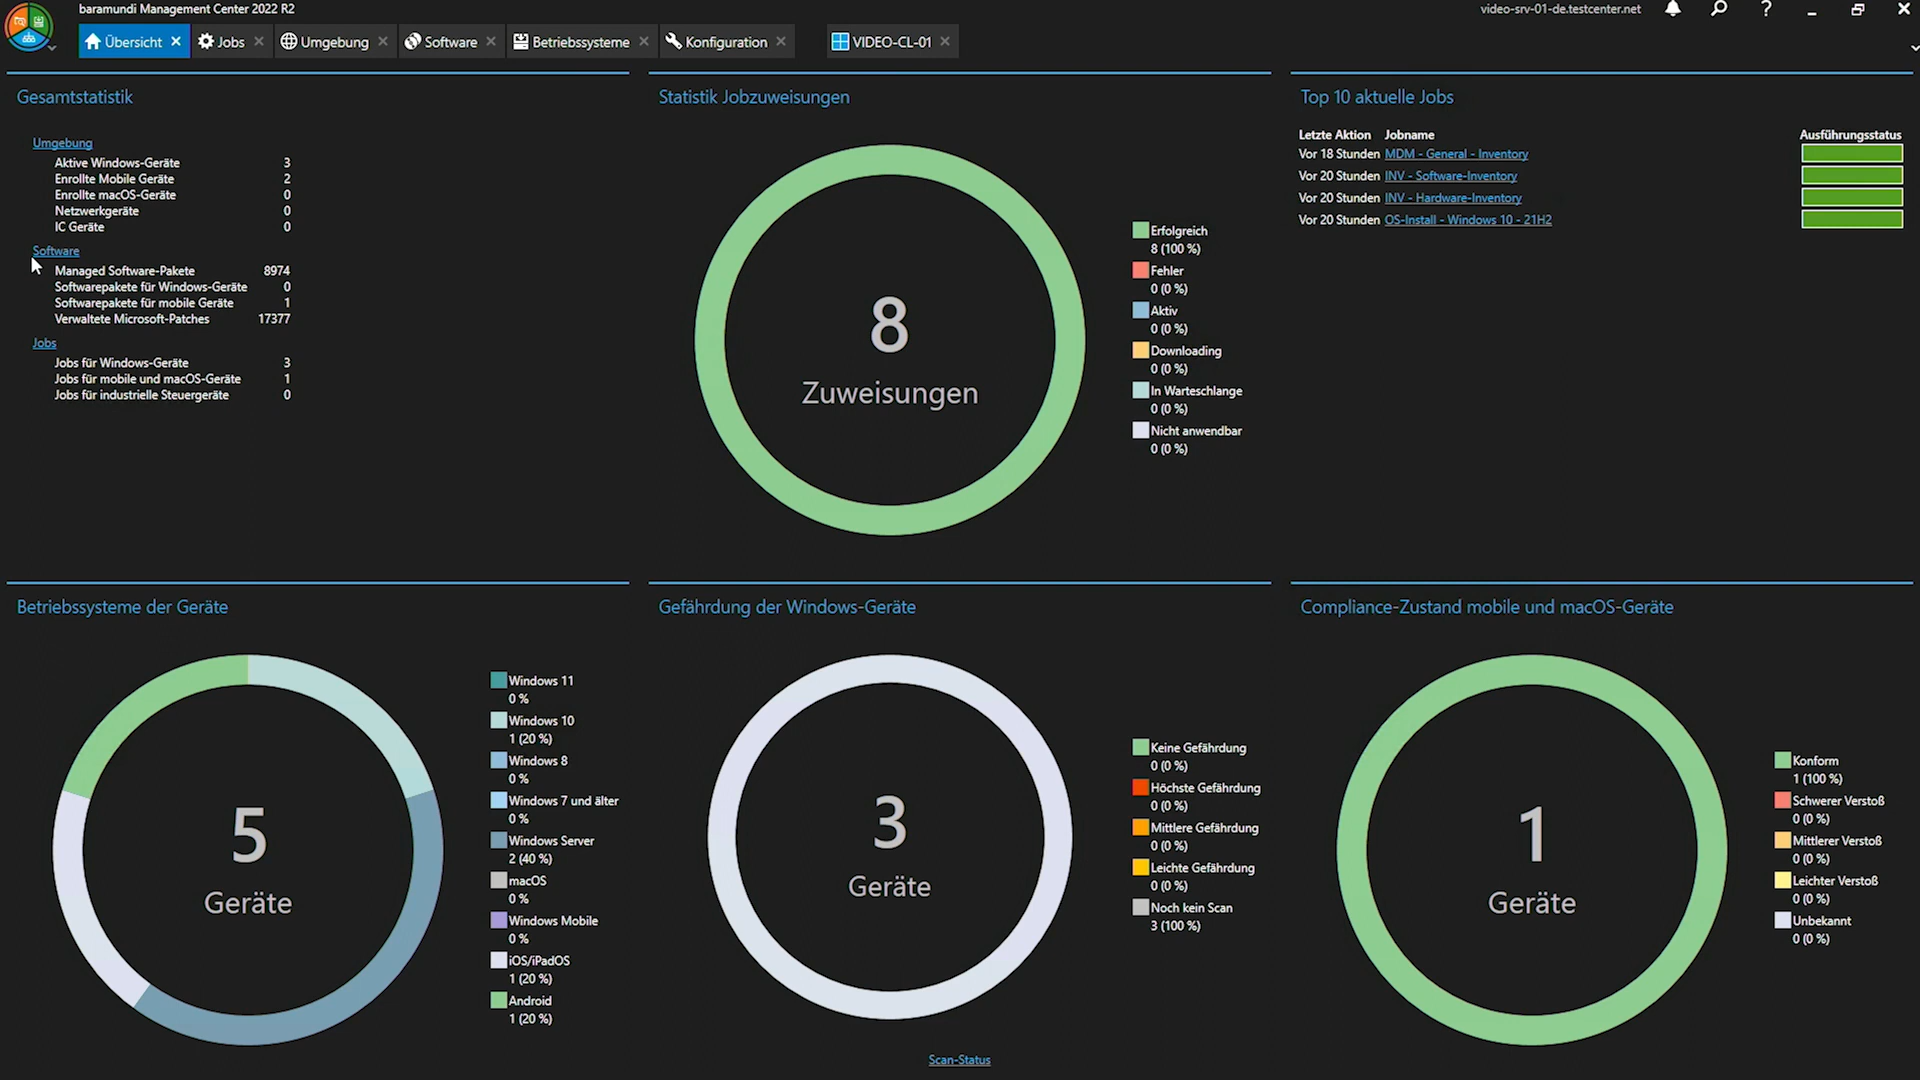 baramundi Management Center 2022 R2
video-srv-01-de.testcenter.net
?
Übersicht
Jobs
Umgebung
Software
Betriebssysteme
Konfiguration
VIDEO-CL-01
Gesamtstatistik
Umgebung
Aktive Windows-Geräte 3
Enrollte Mobile Geräte 2
Enrollte macOS-Geräte 0
Netzwerkgeräte 0
IC Geräte 0
Software
Managed Software-Pakete 8974
Softwarepakete für Windows-Geräte 0
Softwarepakete für mobile Geräte 1
Verwaltete Microsoft-Patches 17377
Jobs
Jobs für Windows-Geräte 3
Jobs für mobile und macOS-Geräte 1
Jobs für industrielle Steuergeräte 0
Statistik Jobzuweisungen
8
Zuweisungen
Erfolgreich
8 (100 %)
Fehler
0 (0 %)
Aktiv
0 (0 %)
Downloading
0 (0 %)
In Warteschlange
0 (0 %)
Nicht anwendbar
0 (0 %)
Top 10 aktuelle Jobs
Letzte Aktion Jobname Ausführungsstatus
Vor 18 Stunden MDM - General - Inventory
Vor 20 Stunden INV - Software-Inventory
Vor 20 Stunden INV - Hardware-Inventory
Vor 20 Stunden OS-Install - Windows 10 - 21H2
Betriebssysteme der Geräte
5
Geräte
Windows 11
0 %
Windows 10
1 (20 %)
Windows 8
0 %
Windows 7 und älter
0 %
Windows Server
2 (40 %)
macOS
0 %
Windows Mobile
0 %
iOS/iPadOS
1 (20 %)
Android
1 (20 %)
Gefährdung der Windows-Geräte
3
Geräte
Keine Gefährdung
0 (0 %)
Höchste Gefährdung
0 (0 %)
Mittlere Gefährdung
0 (0 %)
Leichte Gefährdung
0 (0 %)
Noch kein Scan
3 (100 %)
Scan-Status
Compliance-Zustand mobile und macOS-Geräte
1
Geräte
Konform
1 (100 %)
Schwerer Verstoß
0 (0 %)
Mittlerer Verstoß
0 (0 %)
Leichter Verstoß
0 (0 %)
Unbekannt
0 (0 %)